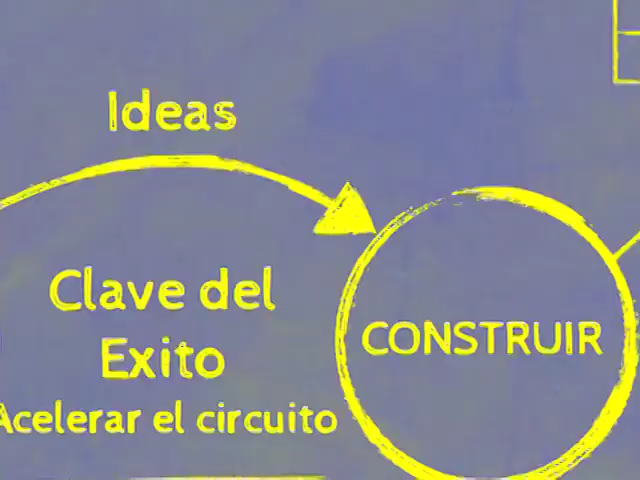 Ideas
Clave del
Exito
Acelerar el circuito
CONSTRUIR